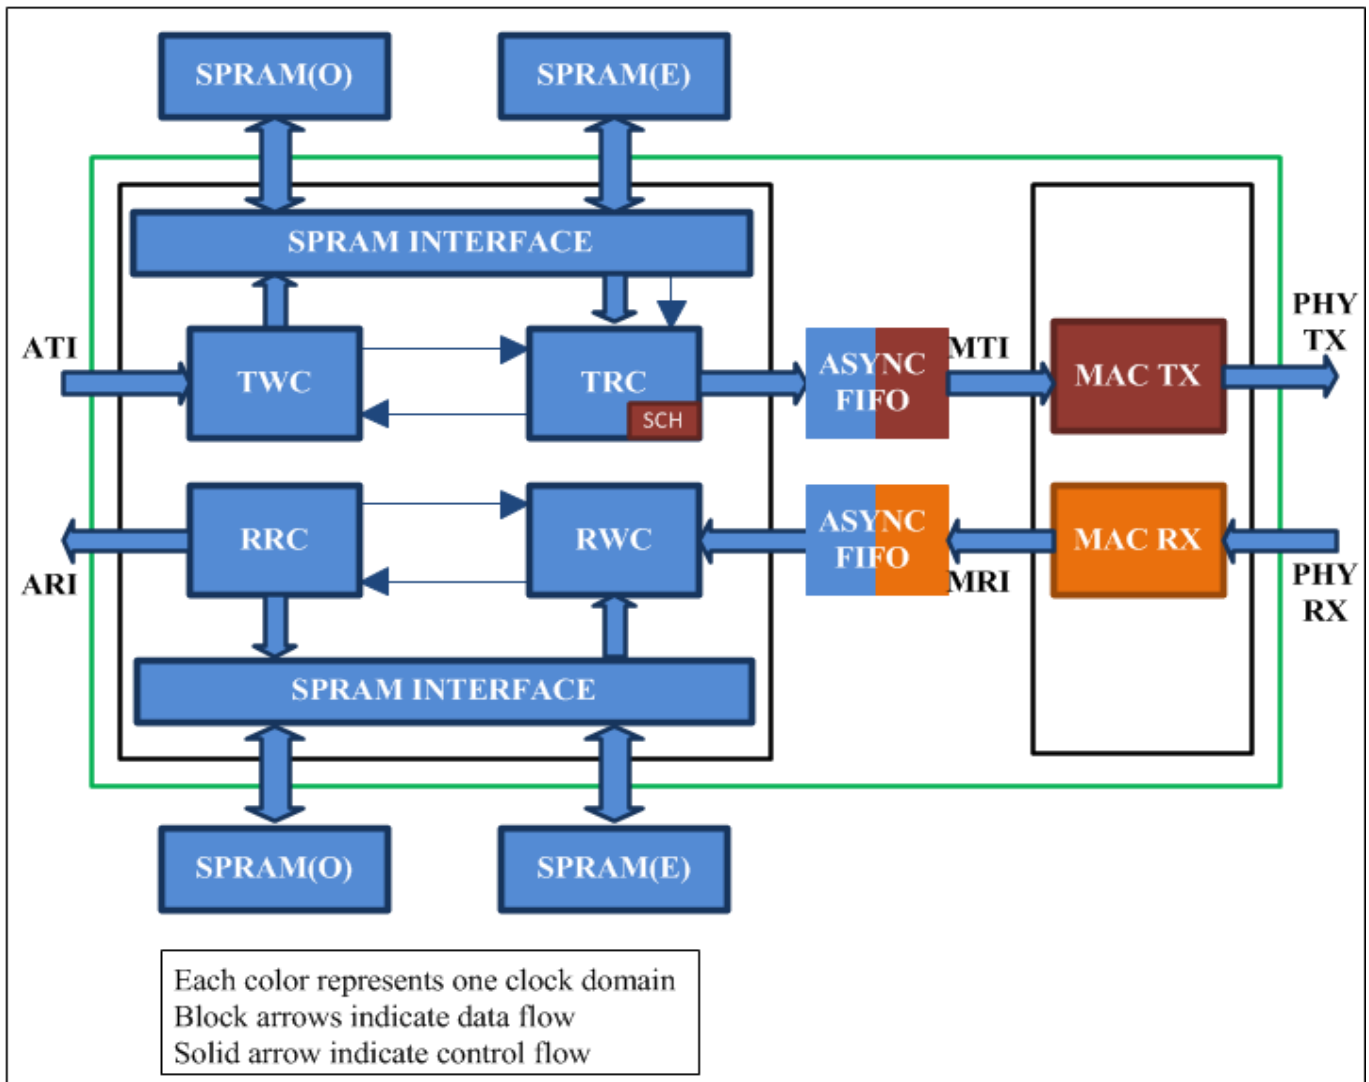 SPRAM(O)
SPRAM(E)
SPRAM INTERFACE
ATI
TWC
TRC
SCH
ASYNC
FIFO
MTI
MAC TX
PHY
TX
ARI
RRC
RWC
ASYNC
FIFO
MRI
MAC RX
PHY
RX
SPRAM INTERFACE
SPRAM(O)
SPRAM(E)
Each color represents one clock domain
Block arrows indicate data flow
Solid arrow indicate control flow